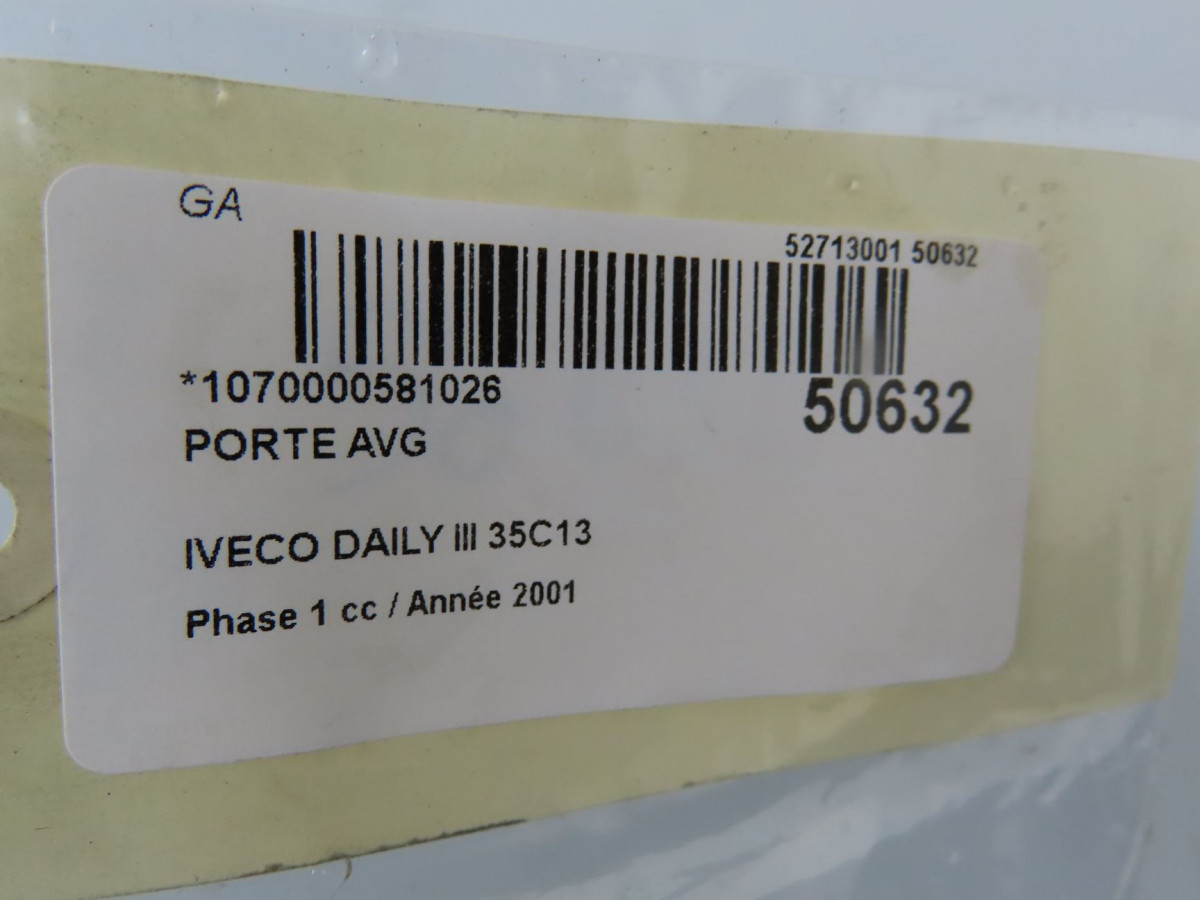 GA
52713001 50632
*1070000581026
50632
PORTE AVG
IVECO DAILY III 35C13
Phase 1 cc / Année 2001